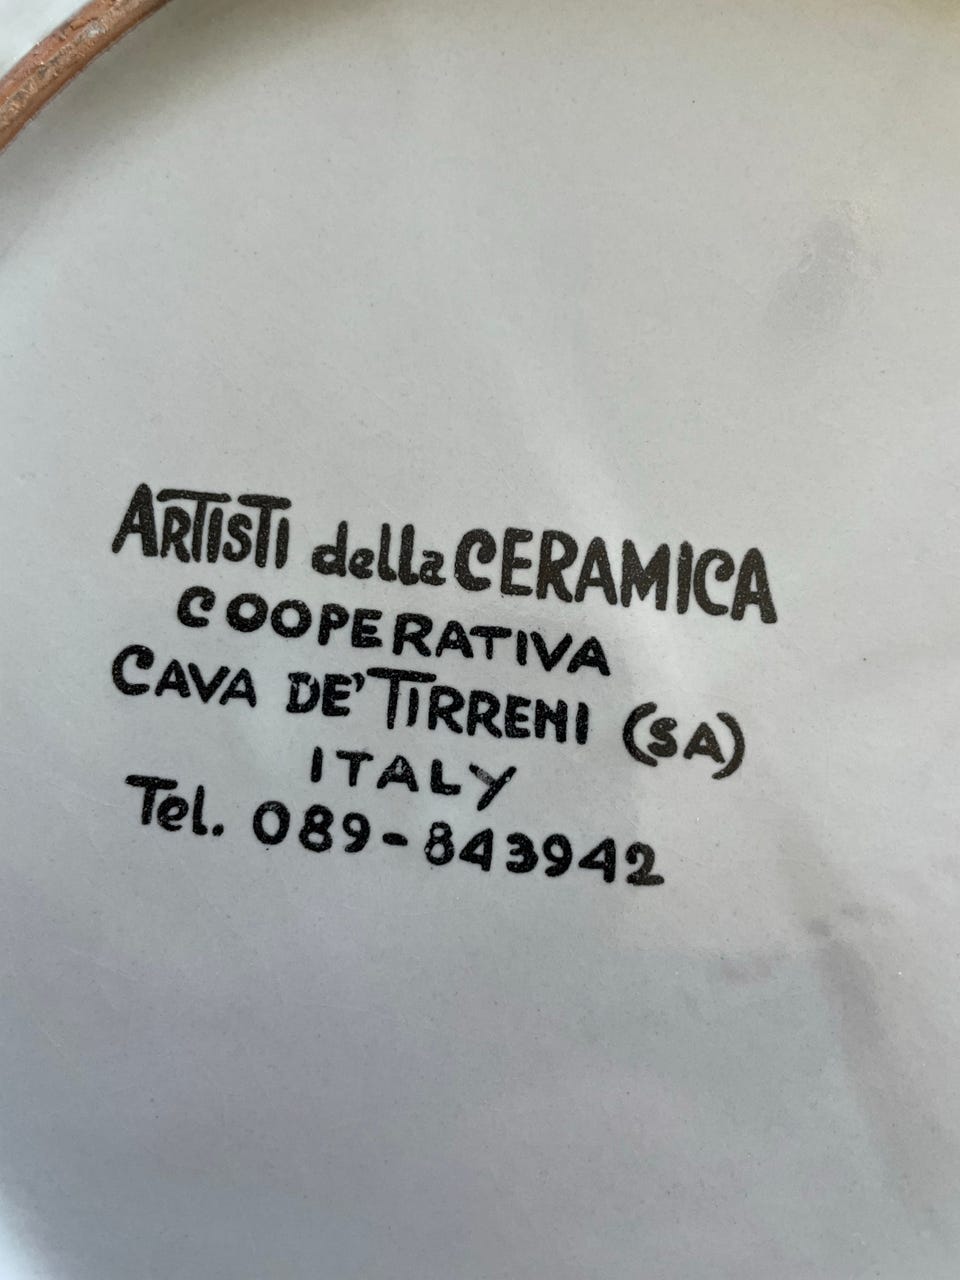 ARTISTI della CERAMICA
COOPERATIVA
CAVA DE' TIRRENI (SA)
ITALY
Tel. 089-843942